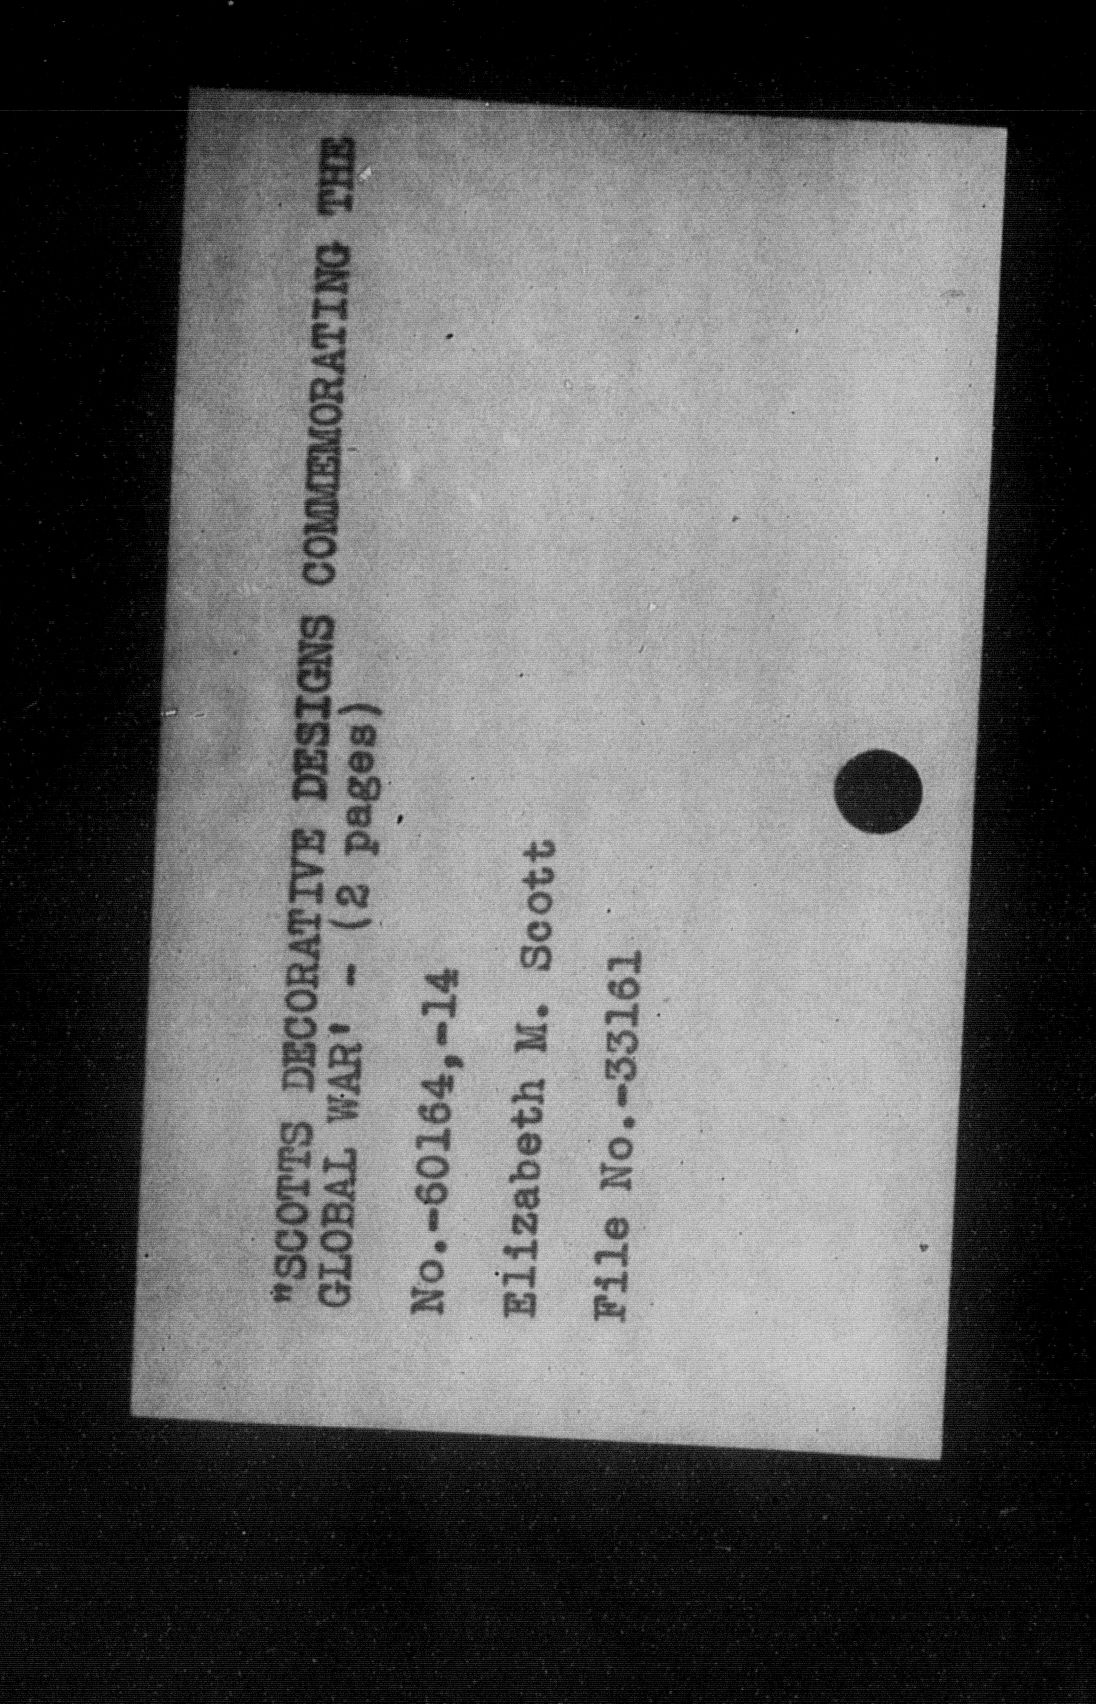 "SCOTTS DECORATIVE DESIGNS COMMEMORATING THE
GLOBAL WAR' - (2 pages)
No.-60164,-14
Elizabeth M. Scott
File No.-33161